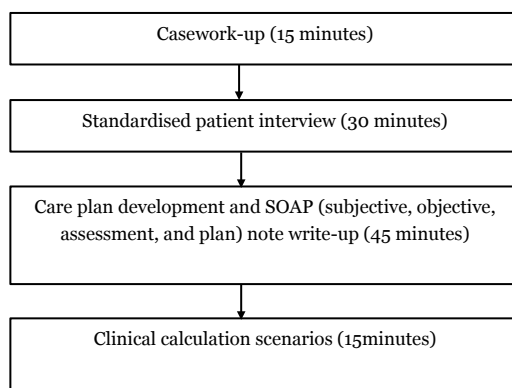 Casework-up (15 minutes)
Standardised patient interview (30 minutes)
Care plan development and SOAP (subjective, objective,
assessment, and plan) note write-up (45 minutes)
Clinical calculation scenarios (15minutes)